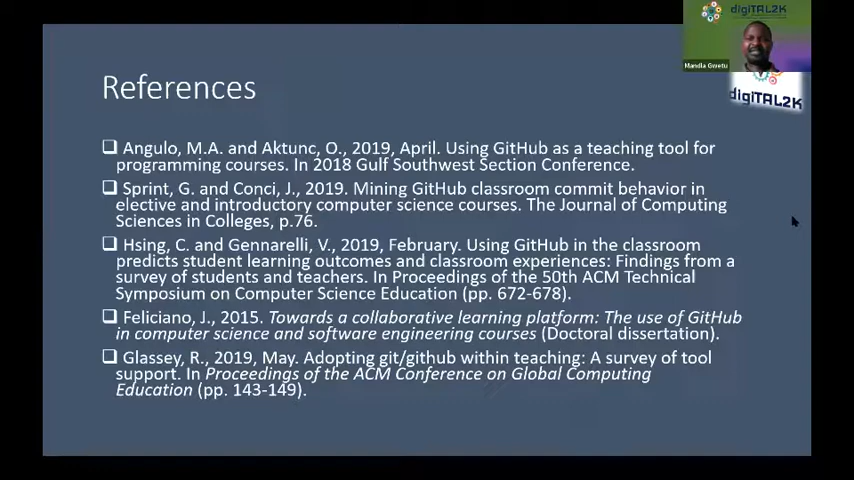 digiTAL2K
Mandla Gwetu
digiTAL2K
References
Angulo, M.A. and Aktunc, O., 2019, April. Using GitHub as a teaching tool for
programming courses. In 2018 Gulf Southwest Section Conference.
Sprint, G. and Conci, J., 2019. Mining GitHub classroom commit behavior in
elective and introductory computer science courses. The Journal of Computing
Sciences in Colleges, p.76.
Hsing, C. and Gennarelli, V., 2019, February. Using GitHub in the classroom
predicts student learning outcomes and classroom experiences: Findings from a
survey of students and teachers. In Proceedings of the 50th ACM Technical
Symposium on Computer Science Education (pp. 672-678).
Feliciano, J., 2015. Towards a collaborative learning platform: The use of GitHub
in computer science and software engineering courses (Doctoral dissertation).
Glassey, R., 2019, May. Adopting git/github within teaching: A survey of tool
support. In Proceedings of the ACM Conference on Global Computing
Education (pp. 143-149).